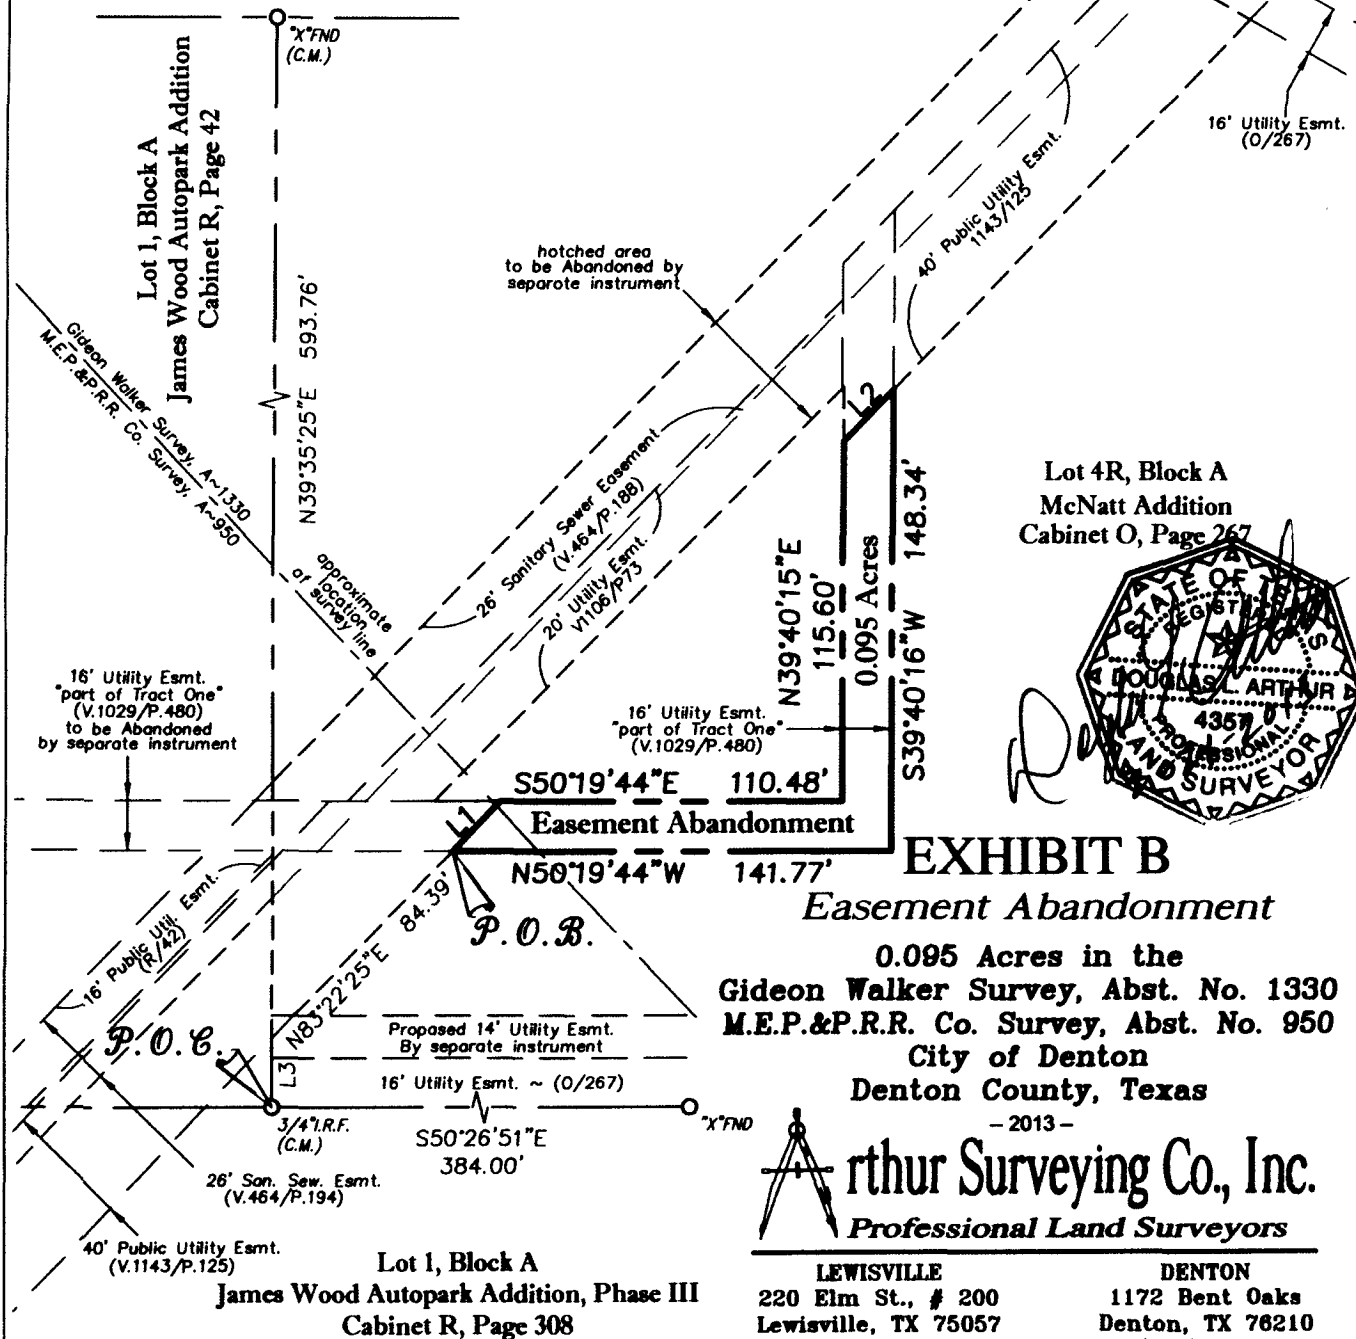 "X"FND
(C.M.)
Lot 1, Block A
James Wood Autopark Addition
Cabinet R, Page 42
N39°35'25"E 593.76'
Gideon Walker Survey, A~1330
M.E.P.&P.R.R. Co. Survey, A~950
approximate
location
of survey line
hatched area
to be Abandoned by
separate instrument
16' Utility Esmt.
(O/267)
40' Public Utility Esmt.
1143/125
26' Sanitary Sewer Easement
(V.464/P.188)
20' Utility Esmt.
V1106/P73
L2
N39°40'15"E
115.60'
0.095 Acres
S39°40'16"W 148.34'
Lot 4R, Block A
McNatt Addition
Cabinet O, Page 267
STATE OF TEXAS
REGISTERED
DOUGLAS L. ARTHUR
4357
PROFESSIONAL
LAND SURVEYOR
16' Utility Esmt.
"part of Tract One"
(V.1029/P.480)
to be Abandoned
by separate instrument
16' Utility Esmt.
"part of Tract One"
(V.1029/P.480)
S50°19'44"E 110.48'
L1
Easement Abandonment
N50°19'44"W 141.77'
P.O.B.
N83°22'25"E 84.39'
16' Public Util. Esmt.
(R/42)
P.O.C.
L3
Proposed 14' Utility Esmt.
By separate instrument
16' Utility Esmt. ~ (O/267)
3/4"I.R.F.
(C.M.)
S50°26'51"E
384.00'
"X"FND
26' San. Sew. Esmt.
(V.464/P.194)
40' Public Utility Esmt.
(V.1143/P.125)
Lot 1, Block A
James Wood Autopark Addition, Phase III
Cabinet R, Page 308
EXHIBIT B
Easement Abandonment
0.095 Acres in the
Gideon Walker Survey, Abst. No. 1330
M.E.P.&P.R.R. Co. Survey, Abst. No. 950
City of Denton
Denton County, Texas
– 2013 –
Arthur Surveying Co., Inc.
Professional Land Surveyors
LEWISVILLE
220 Elm St., # 200
Lewisville, TX 75057
DENTON
1172 Bent Oaks
Denton, TX 76210